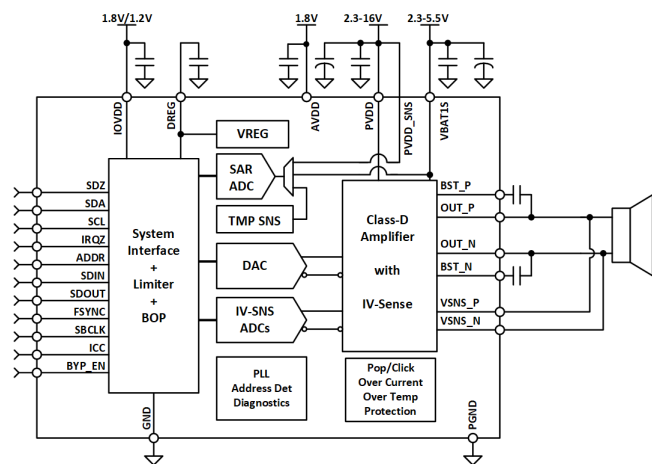 1.8V/1.2V
1.8V
2.3-16V
2.3-5.5V
IOVDD
DREG
AVDD
PVDD
PVDD_SNS
VBAT1S
VREG
SAR
ADC
TMP SNS
DAC
IV-SNS
ADCs
PLL
Address Det
Diagnostics
System
Interface
+
Limiter
+
BOP
SDZ
SDA
SCL
IRQZ
ADDR
SDIN
SDOUT
FSYNC
SBCLK
ICC
BYP_EN
Class-D
Amplifier
with
IV-Sense
BST_P
OUT_P
OUT_N
BST_N
VSNS_P
VSNS_N
Pop/Click
Over Current
Over Temp
Protection
GND
PGND